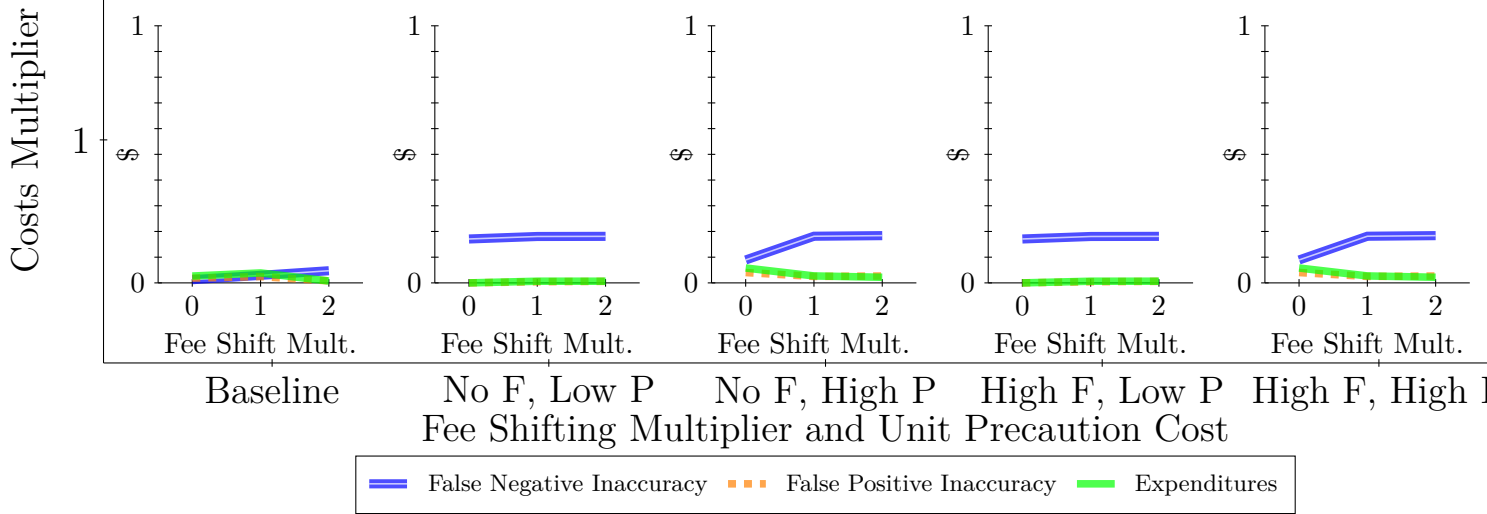 Costs Multiplier
1
1
0
$
0 1 2
Fee Shift Mult.
1
0
$
0 1 2
Fee Shift Mult.
1
0
$
0 1 2
Fee Shift Mult.
1
0
$
0 1 2
Fee Shift Mult.
1
0
$
0 1 2
Fee Shift Mult.
Baseline
No F, Low P
No F, High P
High F, Low P
High F, High P
Fee Shifting Multiplier and Unit Precaution Cost
False Negative Inaccuracy
False Positive Inaccuracy
Expenditures